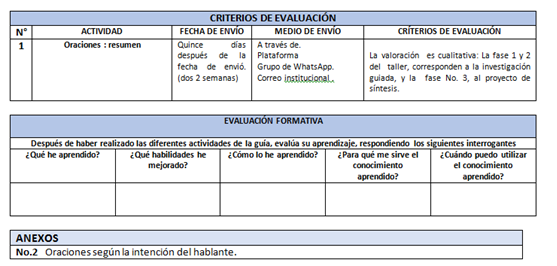 CRITERIOS DE EVALUACIÓN
N° ACTIVIDAD FECHA DE ENVÍO MEDIO DE ENVÍO CRÍTERIOS DE EVALUACIÓN
1 Oraciones : resumen
Quince días
después de la
fecha de envió.
(dos 2 semanas)
A través de.
Plataforma
Grupo de WhatsApp.
Correo institucional .
La valoración es cualitativa: La fase 1 y 2
del taller, corresponden a la investigación
guiada, y la fase No. 3, al proyecto de
síntesis.
EVALUACIÓN FORMATIVA
Después de haber realizado las diferentes actividades de la guía, evalúa su aprendizaje, respondiendo los siguientes interrogantes
¿Qué he aprendido?
¿Qué habilidades he
mejorado?
¿Cómo lo he aprendido?
¿Para qué me sirve el
conocimiento
aprendido?
¿Cuándo puedo utilizar
el conocimiento
aprendido?
ANEXOS
No.2 Oraciones según la intención del hablante.